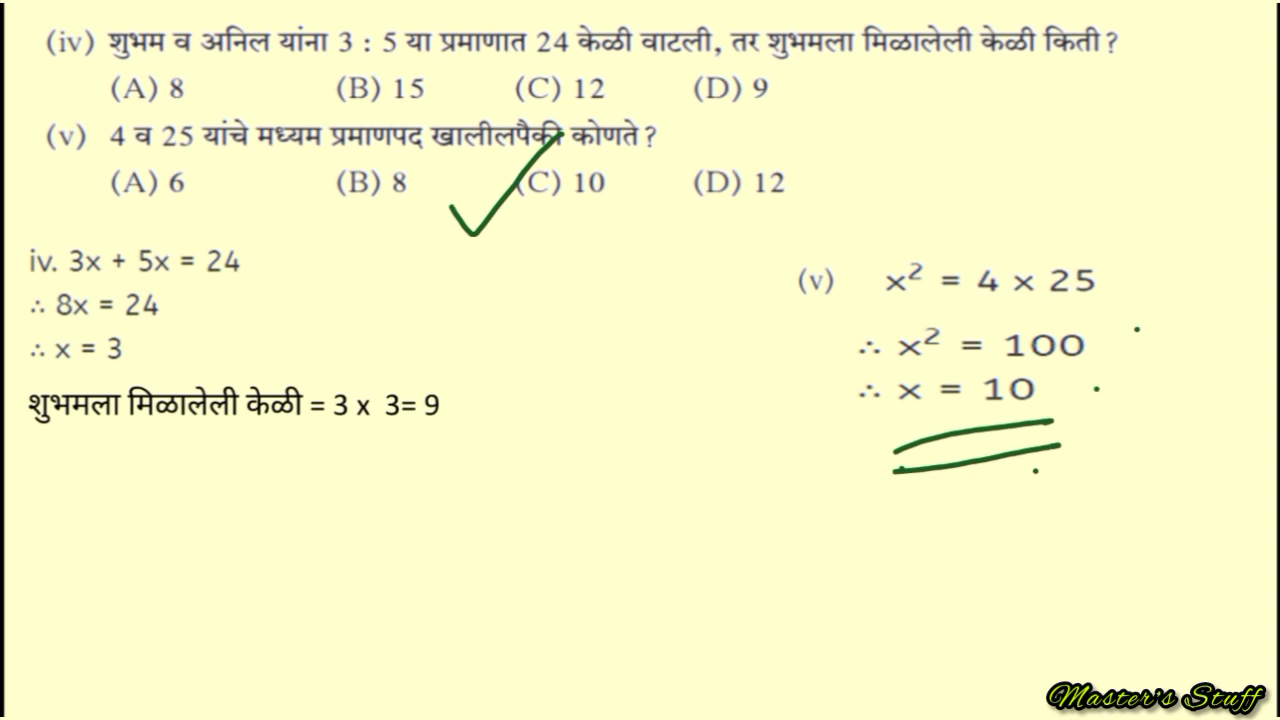 (iv) शुभम व अनिल यांना 3 : 5 या प्रमाणात 24 केळी वाटली, तर शुभमला मिळालेली केळी किती?
(A) 8 (B) 15 (C) 12 (D) 9
(v) 4 व 25 यांचे मध्यम प्रमाणपद खालीलपैकी कोणते?
(A) 6 (B) 8 (C) 10 (D) 12
iv. 3x + 5x = 24
∴ 8x = 24
∴ x = 3
शुभमला मिळालेली केळी = 3 x 3= 9
(v) x² = 4 × 25
∴ x² = 100
∴ x = 10
Master's Stuff